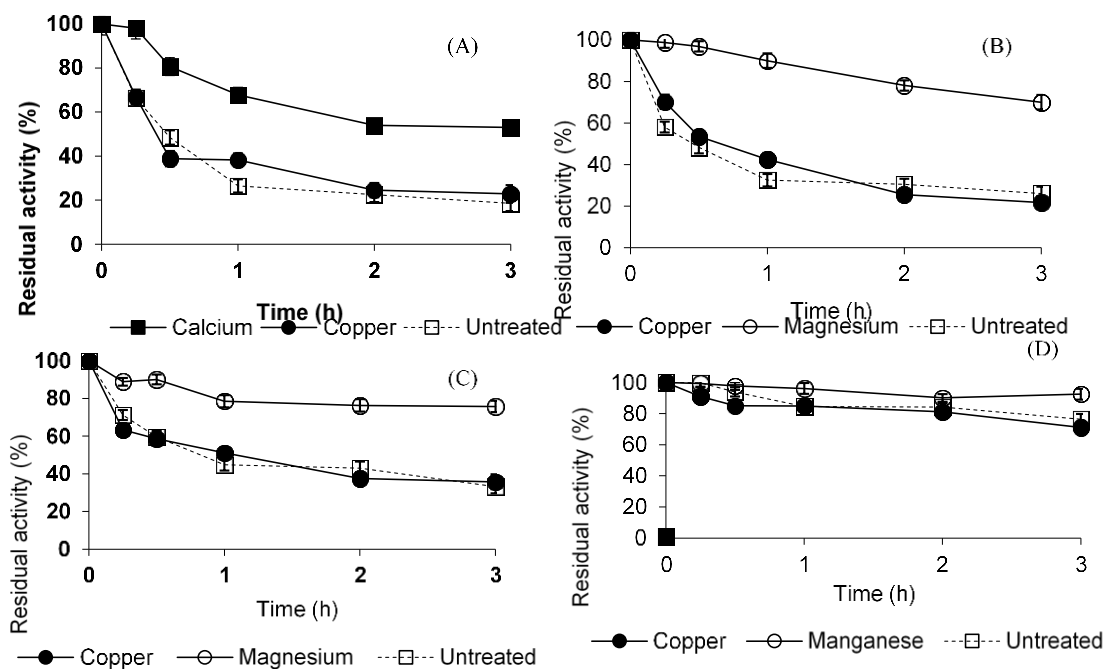 (A)
100
80
60
40
20
0
Residual activity (%)
0 1 2 3
Time (h)
Calcium Copper Untreated
(B)
100
80
60
40
20
0
Residual activity (%)
0 1 2 3
Time (h)
Copper Magnesium Untreated
(C)
100
80
60
40
20
0
Residual activity (%)
0 1 2 3
Time (h)
Copper Magnesium Untreated
(D)
100
80
60
40
20
0
Residual activity (%)
0 1 2 3
Time (h)
Copper Manganese Untreated